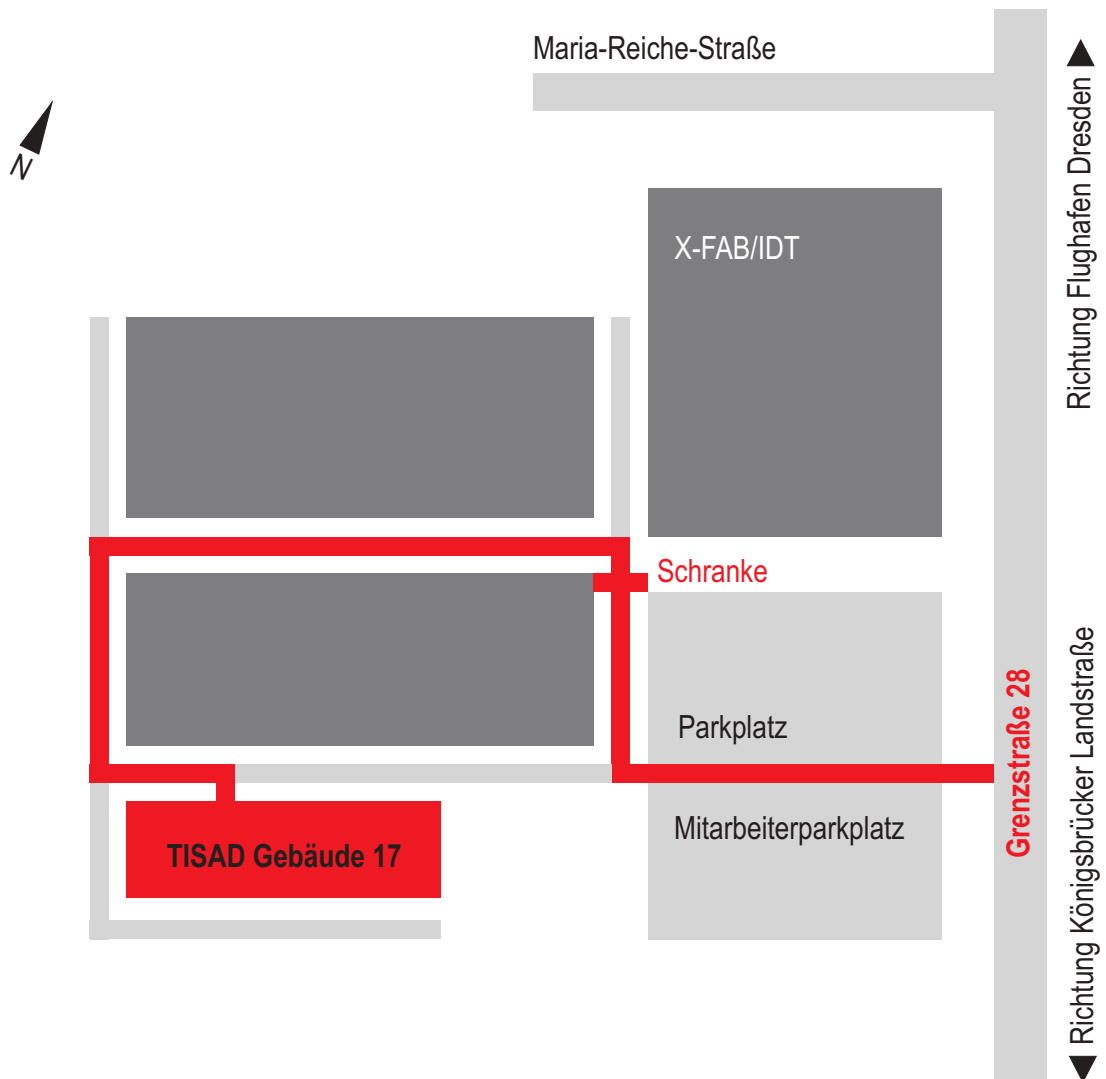 Maria-Reiche-Straße
Richtung Flughafen Dresden
N
X-FAB/IDT
Schranke
Parkplatz
Grenzstraße 28
Richtung Königsbrücker Landstraße
Mitarbeiterparkplatz
TISAD Gebäude 17